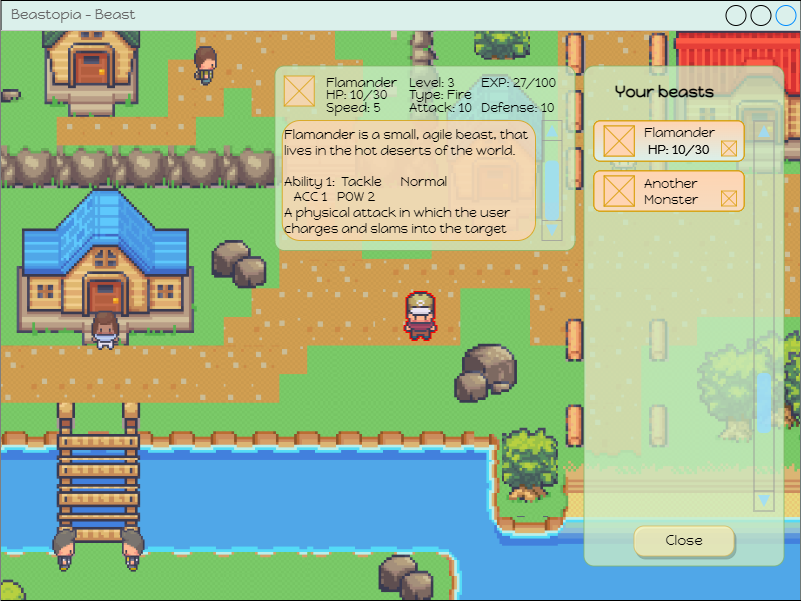 Beastopia - Beast
Flamander Level: 3 EXP: 27/100
HP: 10/30 Type: Fire
Speed: 5 Attack: 10 Defense: 10
Flamander is a small, agile beast, that
lives in the hot deserts of the world.
Ability 1: Tackle Normal
ACC 1 POW 2
A physical attack in which the user
charges and slams into the target
Your beasts
Flamander
HP: 10/30
Another
Monster
Close